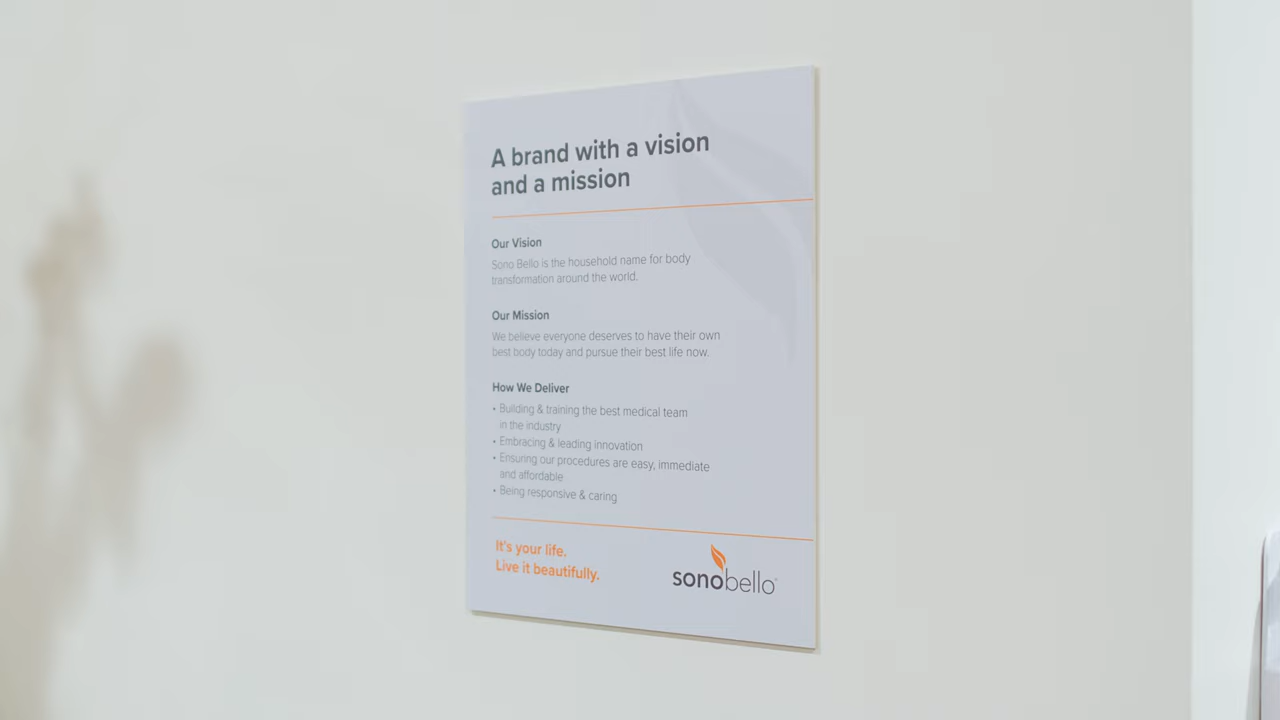 A brand with a vision
and a mission
Our Vision
Sono Bello is the household name for body
transformation around the world.
Our Mission
We believe everyone deserves to have their own
best body today and pursue their best life now.
How We Deliver
• Building & training the best medical team
in the industry
• Embracing & leading innovation
• Ensuring our procedures are easy, immediate
and affordable
• Being responsive & caring
It's your life.
Live it beautifully.
sonobello